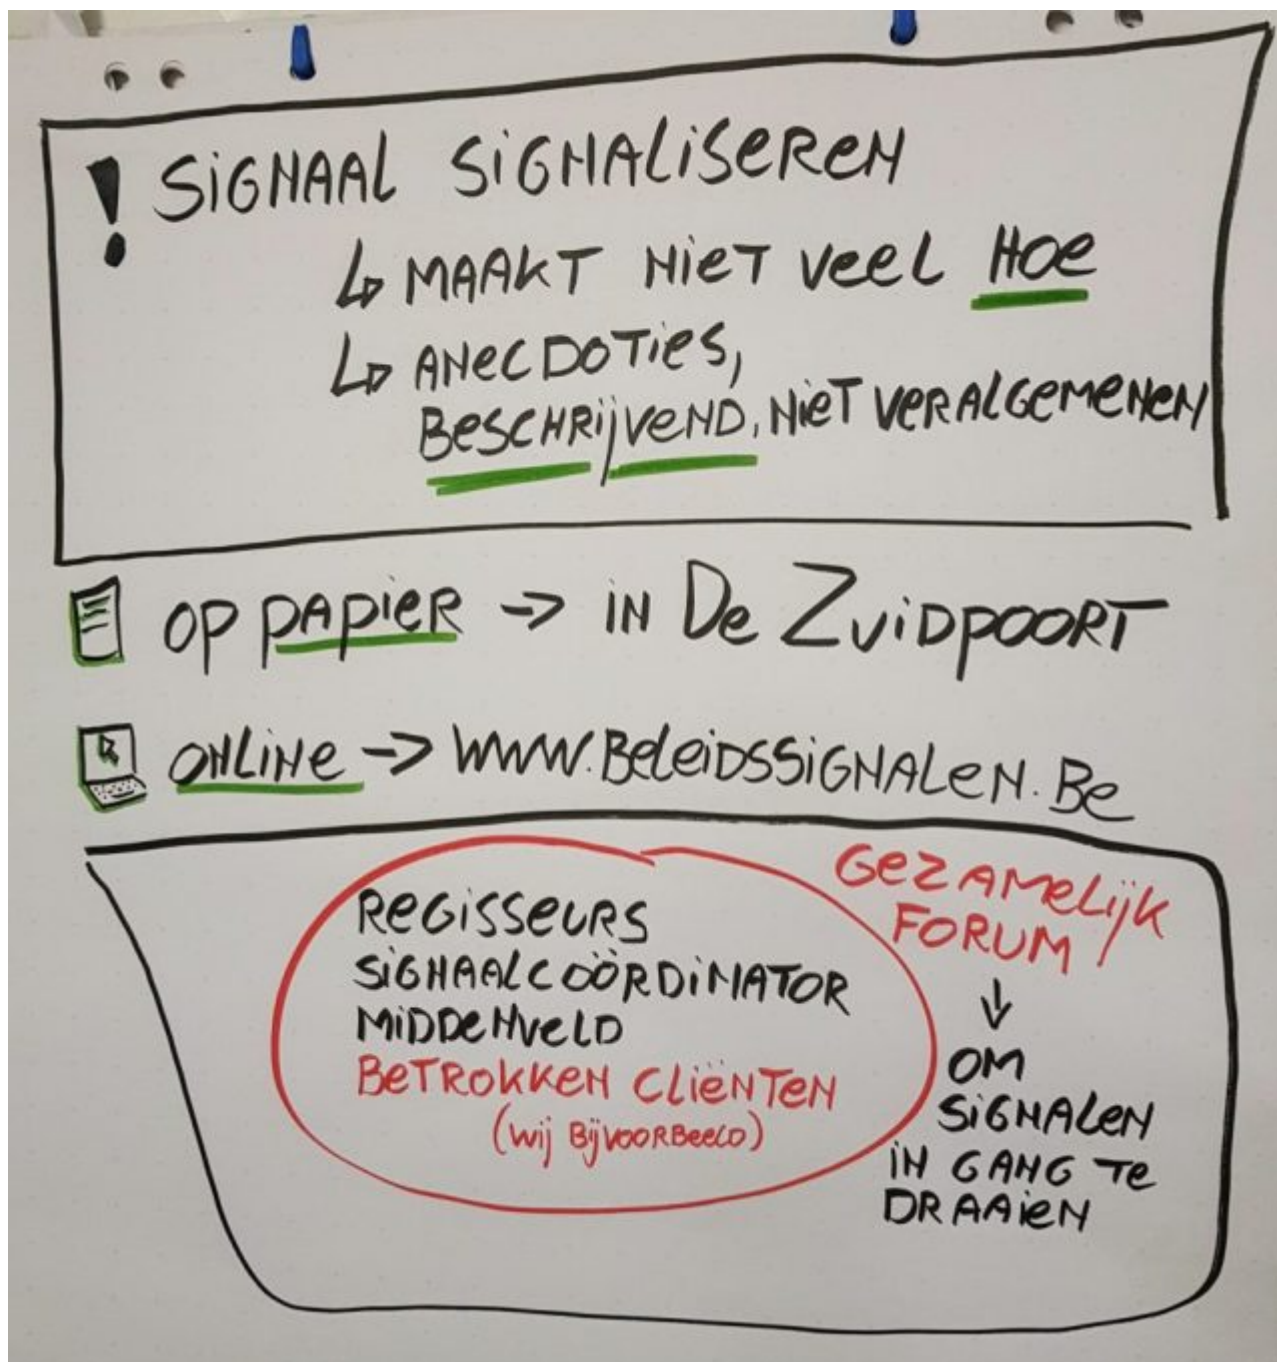 ! SIGNAAL SIGNALISEREN
↳ MAAKT NIET VEEL HOE
↳ ANECDOTIES,
BESCHRIJVEND, NIET VERALGEMENEN
OP PAPIER -> IN DE ZUIDPOORT
ONLINE -> WWW.BELEIDSSIGNALEN.BE
REGISSEURS
SIGNAALCOÖRDINATOR
MIDDENVELD
BETROKKEN CLIËNTEN
(WIJ BIJVOORBEELD)
GEZAMELIJK
FORUM
↓
OM
SIGNALEN
IN GANG TE
DRAAIEN